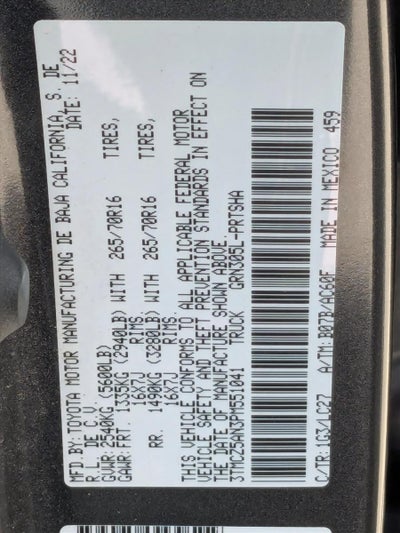 MFD.BY:TOYOTA MOTOR MANUFACTURING DE BAJA CALIFORNIA S. DE
R.L. DE C.V. DATE: 11/22
GVWR: 2540KG (5600LB)
GAWR: FRT. 1335KG (2940LB) WITH 265/70R16 TIRES,
16X7J RIMS.
RR. 1490KG (3280LB) WITH 265/70R16 TIRES,
16X7J RIMS.
THIS VEHICLE CONFORMS TO ALL APPLICABLE FEDERAL MOTOR
VEHICLE SAFETY AND THEFT PREVENTION STANDARDS IN EFFECT ON
THE DATE OF MANUFACTURE SHOWN ABOVE.
3TMCZ5AN3PM551041 TRUCK GRN305L-PRTSHA
C/TR: 1G3/LC27 A/TM: B07B/AC60F MADE IN MEXICO 459